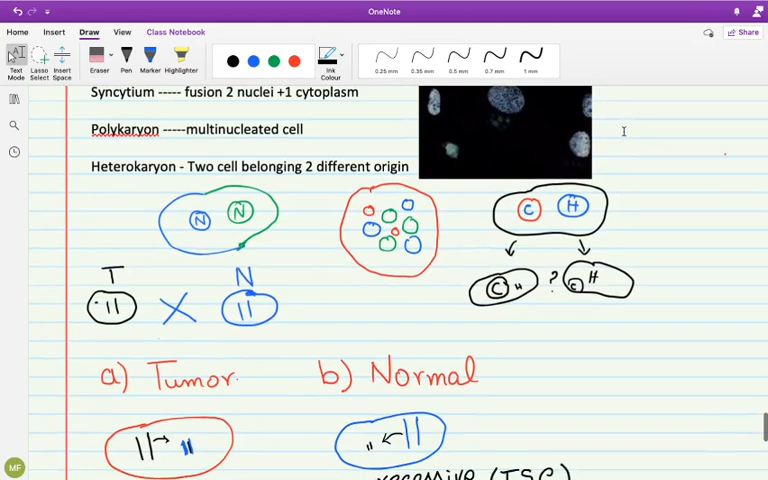 OneNote
Home Insert Draw View Class Notebook Share
Text Mode Lasso Select Insert Space Eraser Pen Marker Highlighter Ink Colour 0.25 mm 0.35 mm 0.5 mm 0.7 mm 1 mm
Syncytium ----- fusion 2 nuclei +1 cytoplasm
Polykaryon -----multinucleated cell
Heterokaryon - Two cell belonging 2 different origin
N N C H
T N
C H ? C H
X
a) Tumor. b) Normal
(TSG)
MF